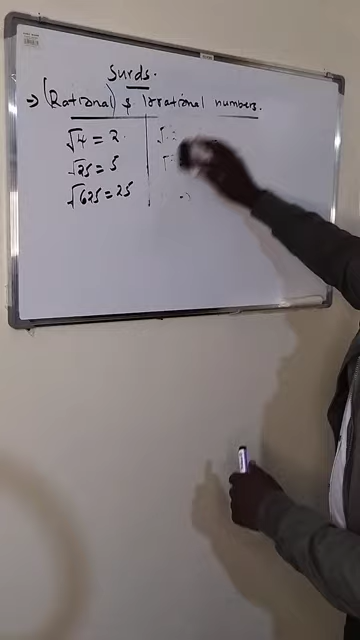 Surds.
→ (Rational) & Irrational numbers.
√4 = 2
√25 = 5
√625 = 25